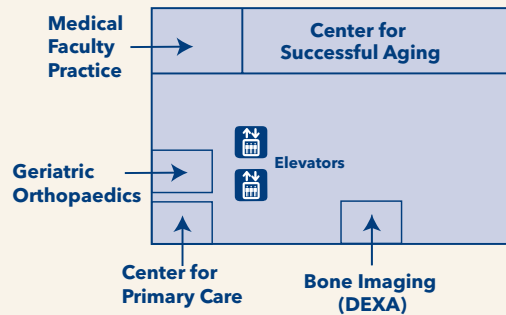 Medical
Faculty
Practice
Center for
Successful Aging
Elevators
Geriatric
Orthopaedics
Center for
Primary Care
Bone Imaging
(DEXA)